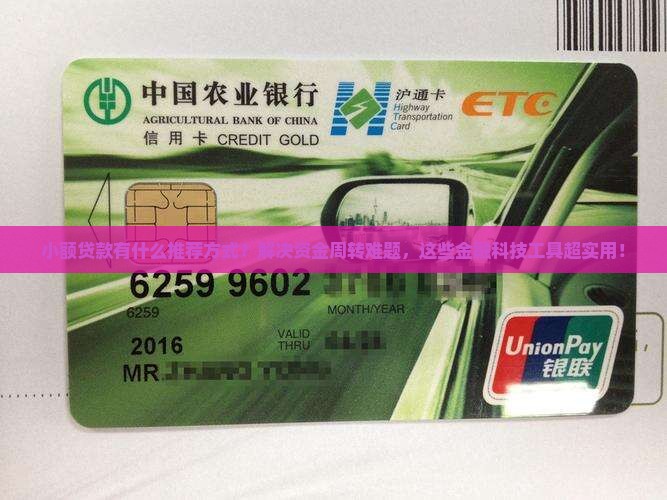 中国农业银行
AGRICULTURAL BANK OF CHINA
信用卡 CREDIT GOLD
沪通卡
Highway
Transportation
Card
ETC
小额贷款有什么推荐方式?解决资金周转难题,这些金融科技工具超实用!
6259 9602
6259
MONTH/YEAR
VALID
THRU
2016
MR.
UnionPay
银联